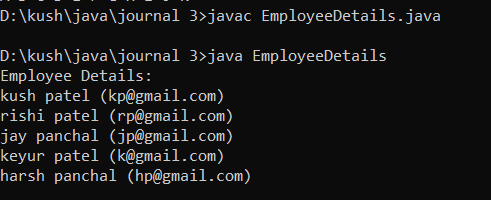 D:\kush\java\journal 3>javac EmployeeDetails.java
D:\kush\java\journal 3>java EmployeeDetails
Employee Details:
kush patel (kp@gmail.com)
rishi patel (rp@gmail.com)
jay panchal (jp@gmail.com)
keyur patel (k@gmail.com)
harsh panchal (hp@gmail.com)